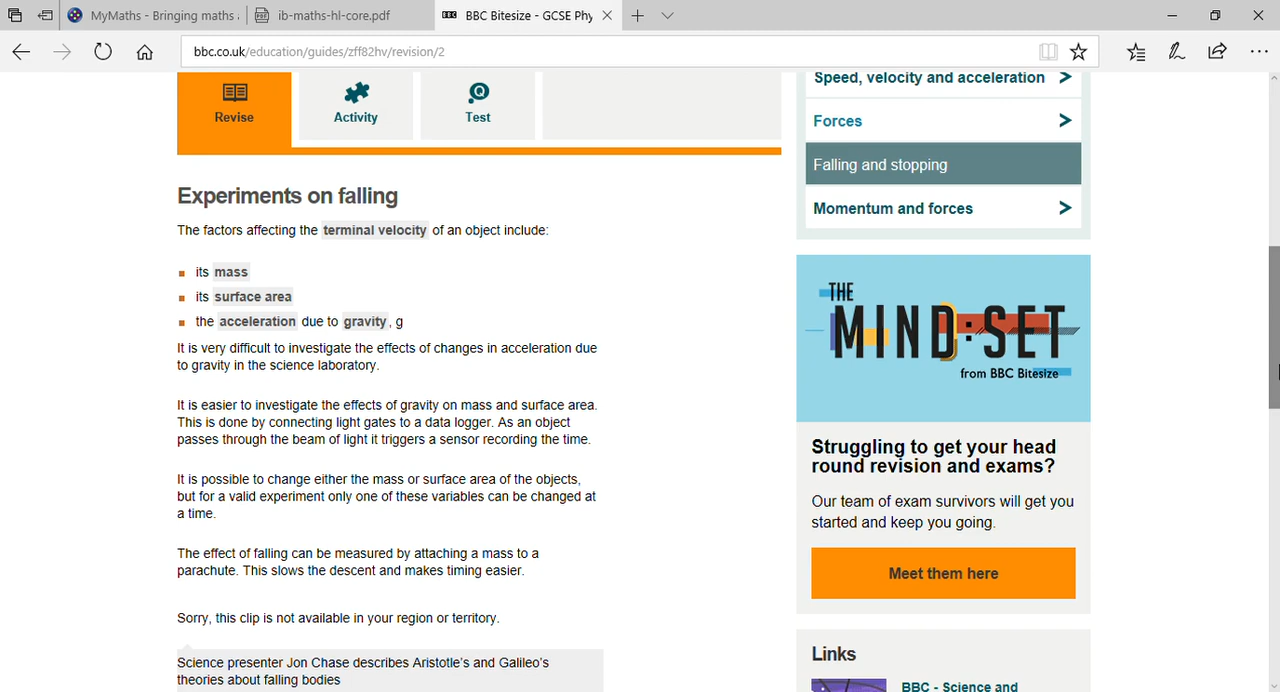 MyMaths - Bringing maths
ib-maths-hl-core.pdf
BBC Bitesize - GCSE Phy
bbc.co.uk/education/guides/zff82hv/revision/2
Revise
Activity
Test
Experiments on falling
The factors affecting the terminal velocity of an object include:
its mass
its surface area
the acceleration due to gravity, g
It is very difficult to investigate the effects of changes in acceleration due
to gravity in the science laboratory.
It is easier to investigate the effects of gravity on mass and surface area.
This is done by connecting light gates to a data logger. As an object
passes through the beam of light it triggers a sensor recording the time.
It is possible to change either the mass or surface area of the objects,
but for a valid experiment only one of these variables can be changed at
a time.
The effect of falling can be measured by attaching a mass to a
parachute. This slows the descent and makes timing easier.
Sorry, this clip is not available in your region or territory.
Science presenter Jon Chase describes Aristotle's and Galileo's
theories about falling bodies
Speed, velocity and acceleration
Forces
Falling and stopping
Momentum and forces
THE
MIND:SET
from BBC Bitesize
Struggling to get your head
round revision and exams?
Our team of exam survivors will get you
started and keep you going.
Meet them here
Links
BBC - Science and